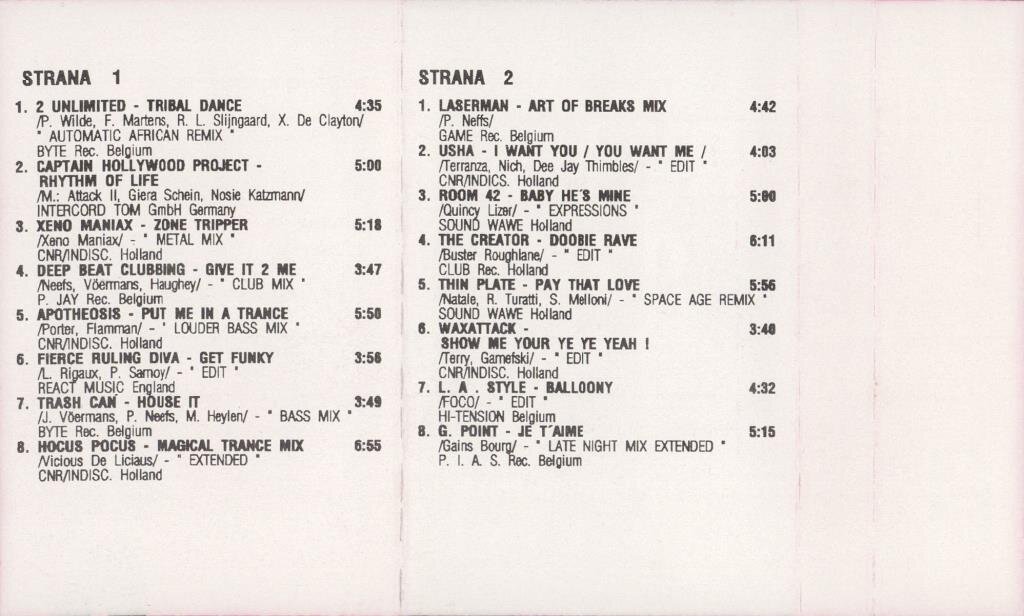 STRANA 1
1. 2 UNLIMITED - TRIBAL DANCE 4:35
/P. Wilde, F. Martens, R. L. Slijngaard, X. De Clayton/
" AUTOMATIC AFRICAN REMIX "
BYTE Rec. Belgium
2. CAPTAIN HOLLYWOOD PROJECT - 5:00
RHYTHM OF LIFE
/M.: Attack II, Giera Schein, Nosie Katzmann/
INTERCORD TOM GmbH Germany
3. XENO MANIAX - ZONE TRIPPER 5:18
/Xeno Maniax/ - " METAL MIX "
CNR/INDISC. Holland
4. DEEP BEAT CLUBBING - GIVE IT 2 ME 3:47
/Neefs, Vöermans, Haughey/ - " CLUB MIX "
P. JAY Rec. Belgium
5. APOTHEOSIS - PUT ME IN A TRANCE 5:50
/Porter, Flamman/ - " LOUDER BASS MIX "
CNR/INDISC. Holland
6. FIERCE RULING DIVA - GET FUNKY 3:56
/L. Rigaux, P. Samoy/ - " EDIT "
REACT MUSIC England
7. TRASH CAN - HOUSE IT 3:49
/J. Vöermans, P. Neefs, M. Heylen/ - " BASS MIX "
BYTE Rec. Belgium
8. HOCUS POCUS - MAGICAL TRANCE MIX 6:55
/Vicious De Liciaus/ - " EXTENDED "
CNR/INDISC. Holland
STRANA 2
1. LASERMAN - ART OF BREAKS MIX 4:42
/P. Neffs/
GAME Rec. Belgium
2. USHA - I WANT YOU / YOU WANT ME / 4:03
/Terranza, Nich, Dee Jay Thimbles/ - " EDIT "
CNR/INDICS. Holland
3. ROOM 42 - BABY HE'S MINE 5:00
/Quincy Lizer/ - " EXPRESSIONS "
SOUND WAWE Holland
4. THE CREATOR - DOOBIE RAVE 6:11
/Buster Roughlane/ - " EDIT "
CLUB Rec. Holland
5. THIN PLATE - PAY THAT LOVE 5:56
/Natale, R. Turatti, S. Melloni/ - " SPACE AGE REMIX "
SOUND WAWE Holland
6. WAXATTACK - 3:40
SHOW ME YOUR YE YE YEAH !
/Terry, Gamefski/ - " EDIT "
CNR/INDISC. Holland
7. L. A . STYLE - BALLOONY 4:32
/FOCO/ - " EDIT "
HI-TENSION Belgium
8. G. POINT - JE T'AIME 5:15
/Gains Bourg/ - " LATE NIGHT MIX EXTENDED "
P. I. A. S. Rec. Belgium